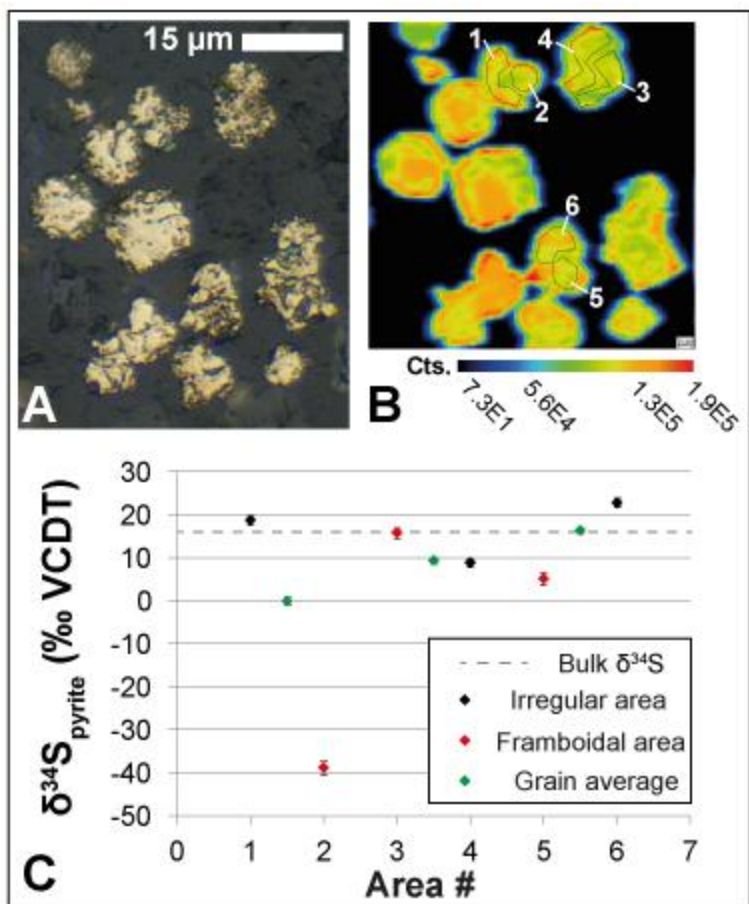 15 µm
A
1
2
4
3
6
5
B
Cts.
7.3E1
5.6E4
1.3E5
1.9E5
δ³⁴Spyrite (‰ VCDT)
30
20
10
0
-10
-20
-30
-40
-50
Bulk δ³⁴S
Irregular area
Framboidal area
Grain average
0 1 2 3 4 5 6 7
Area #
C